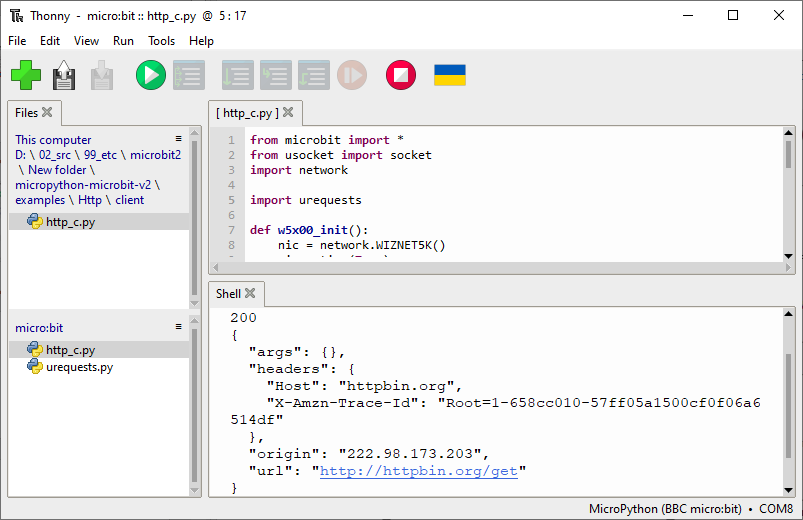 Thonny - micro:bit :: http_c.py @ 5 : 17
File Edit View Run Tools Help
Files
This computer
D: \ 02_src \ 99_etc \ microbit2
\ New folder \
micropython-microbit-v2 \
examples \ Http \ client
http_c.py
micro:bit
http_c.py
urequests.py
[ http_c.py ]
1 from microbit import *
2 from usocket import socket
3 import network
4
5 import urequests
6
7 def w5x00_init():
8 nic = network.WIZNET5K()
Shell
200
{
"args": {},
"headers": {
"Host": "httpbin.org",
"X-Amzn-Trace-Id": "Root=1-658cc010-57ff05a1500cf0f06a6
514df"
},
"origin": "222.98.173.203",
"url": "http://httpbin.org/get"
}
MicroPython (BBC micro:bit) • COM8